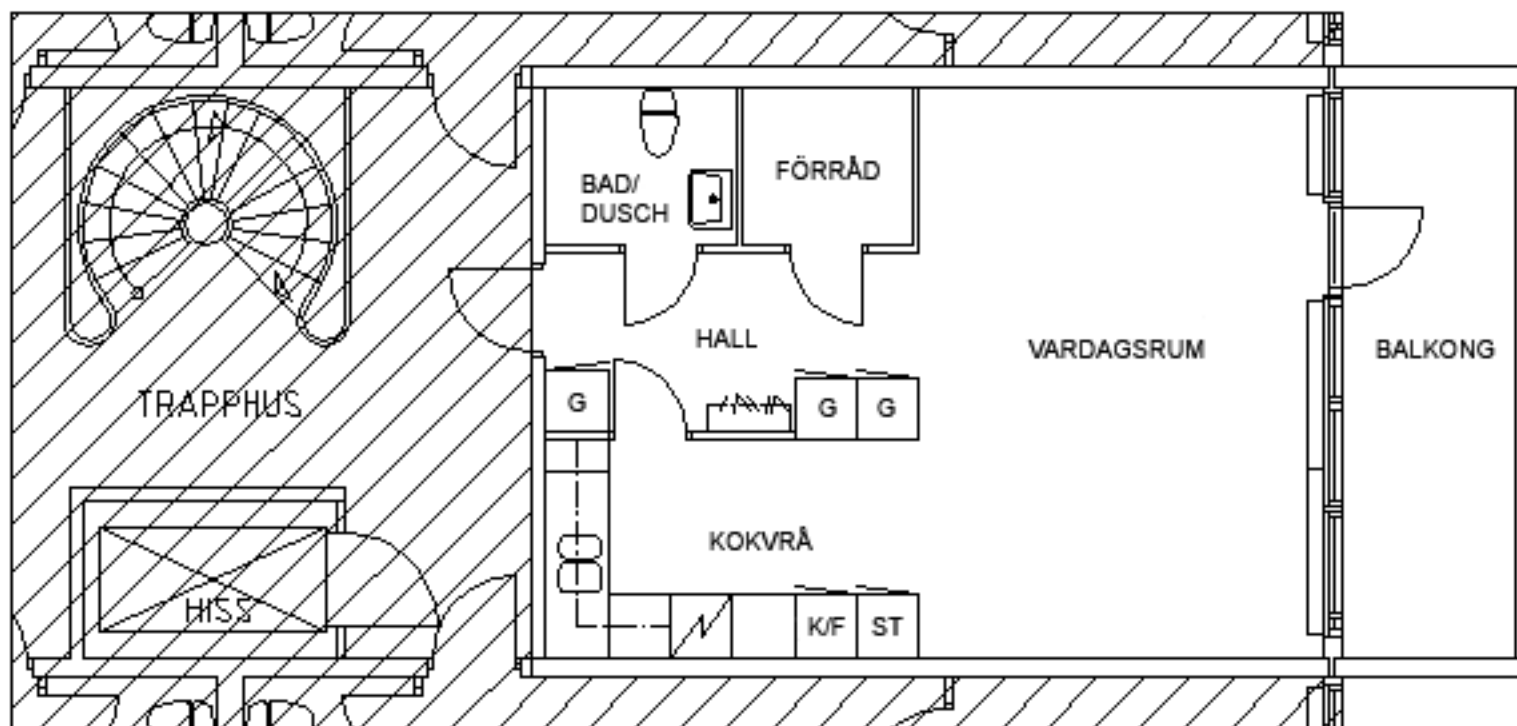 BAD/
DUSCH
FÖRRÅD
HALL
VARDAGSRUM
BALKONG
TRAPPHUS
G
G
G
KOKVRÅ
HISS
K/F
ST